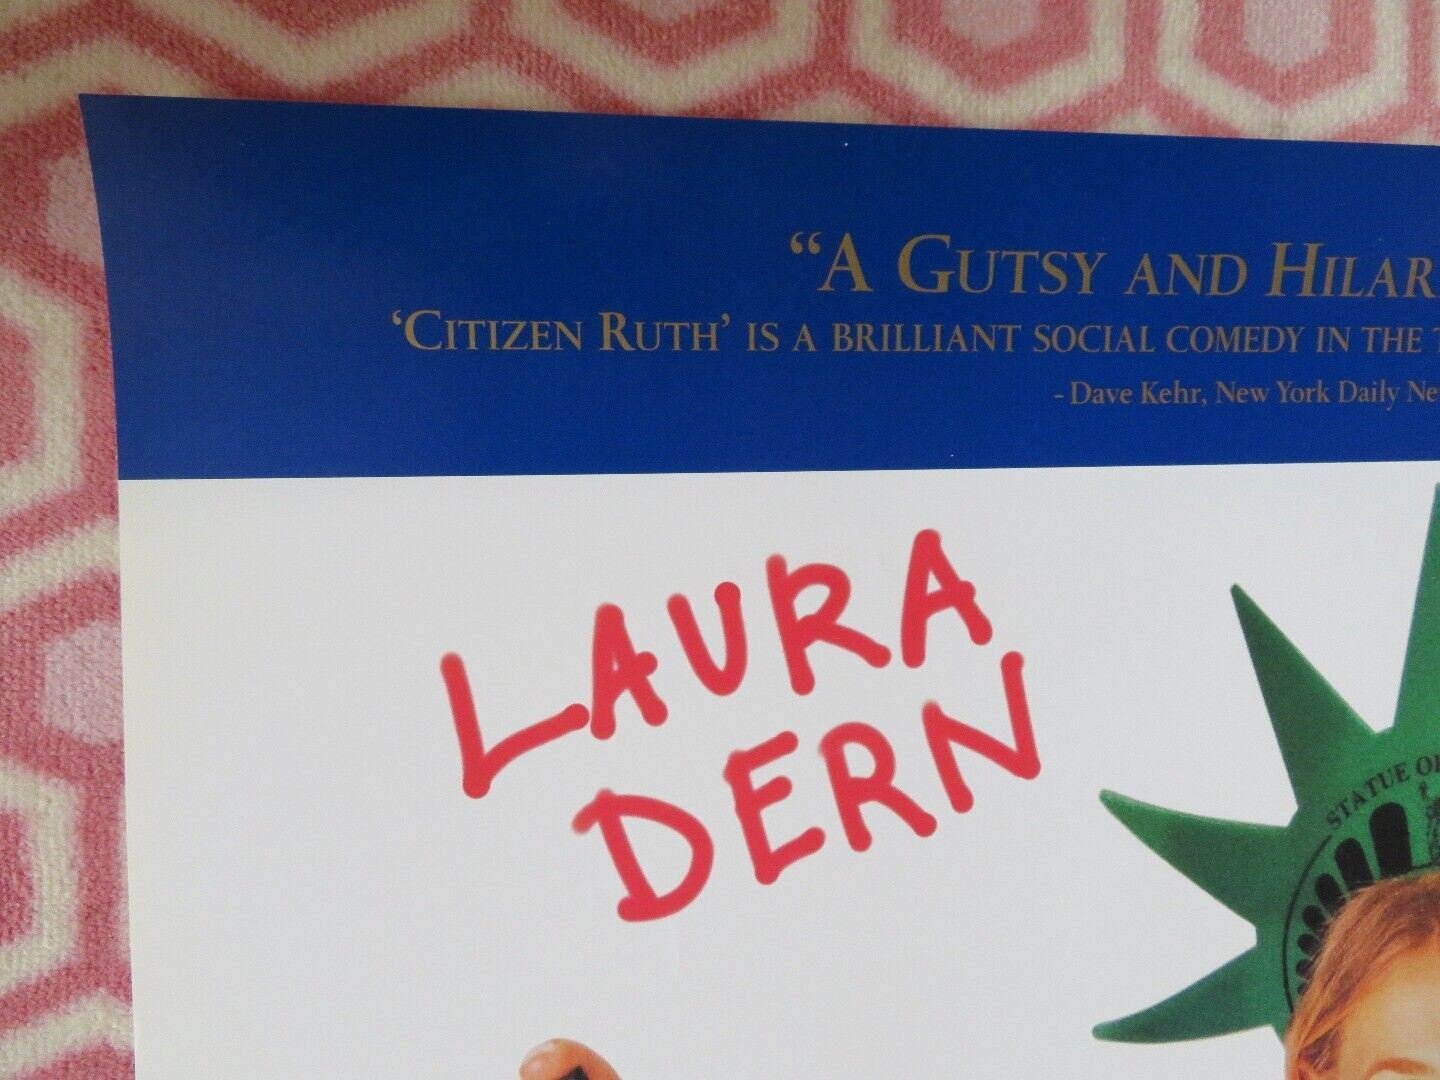 “A GUTSY AND HILAR
‘CITIZEN RUTH’ IS A BRILLIANT SOCIAL COMEDY IN THE T
- Dave Kehr, New York Daily Ne
LAURA
DERN
STATUE OF